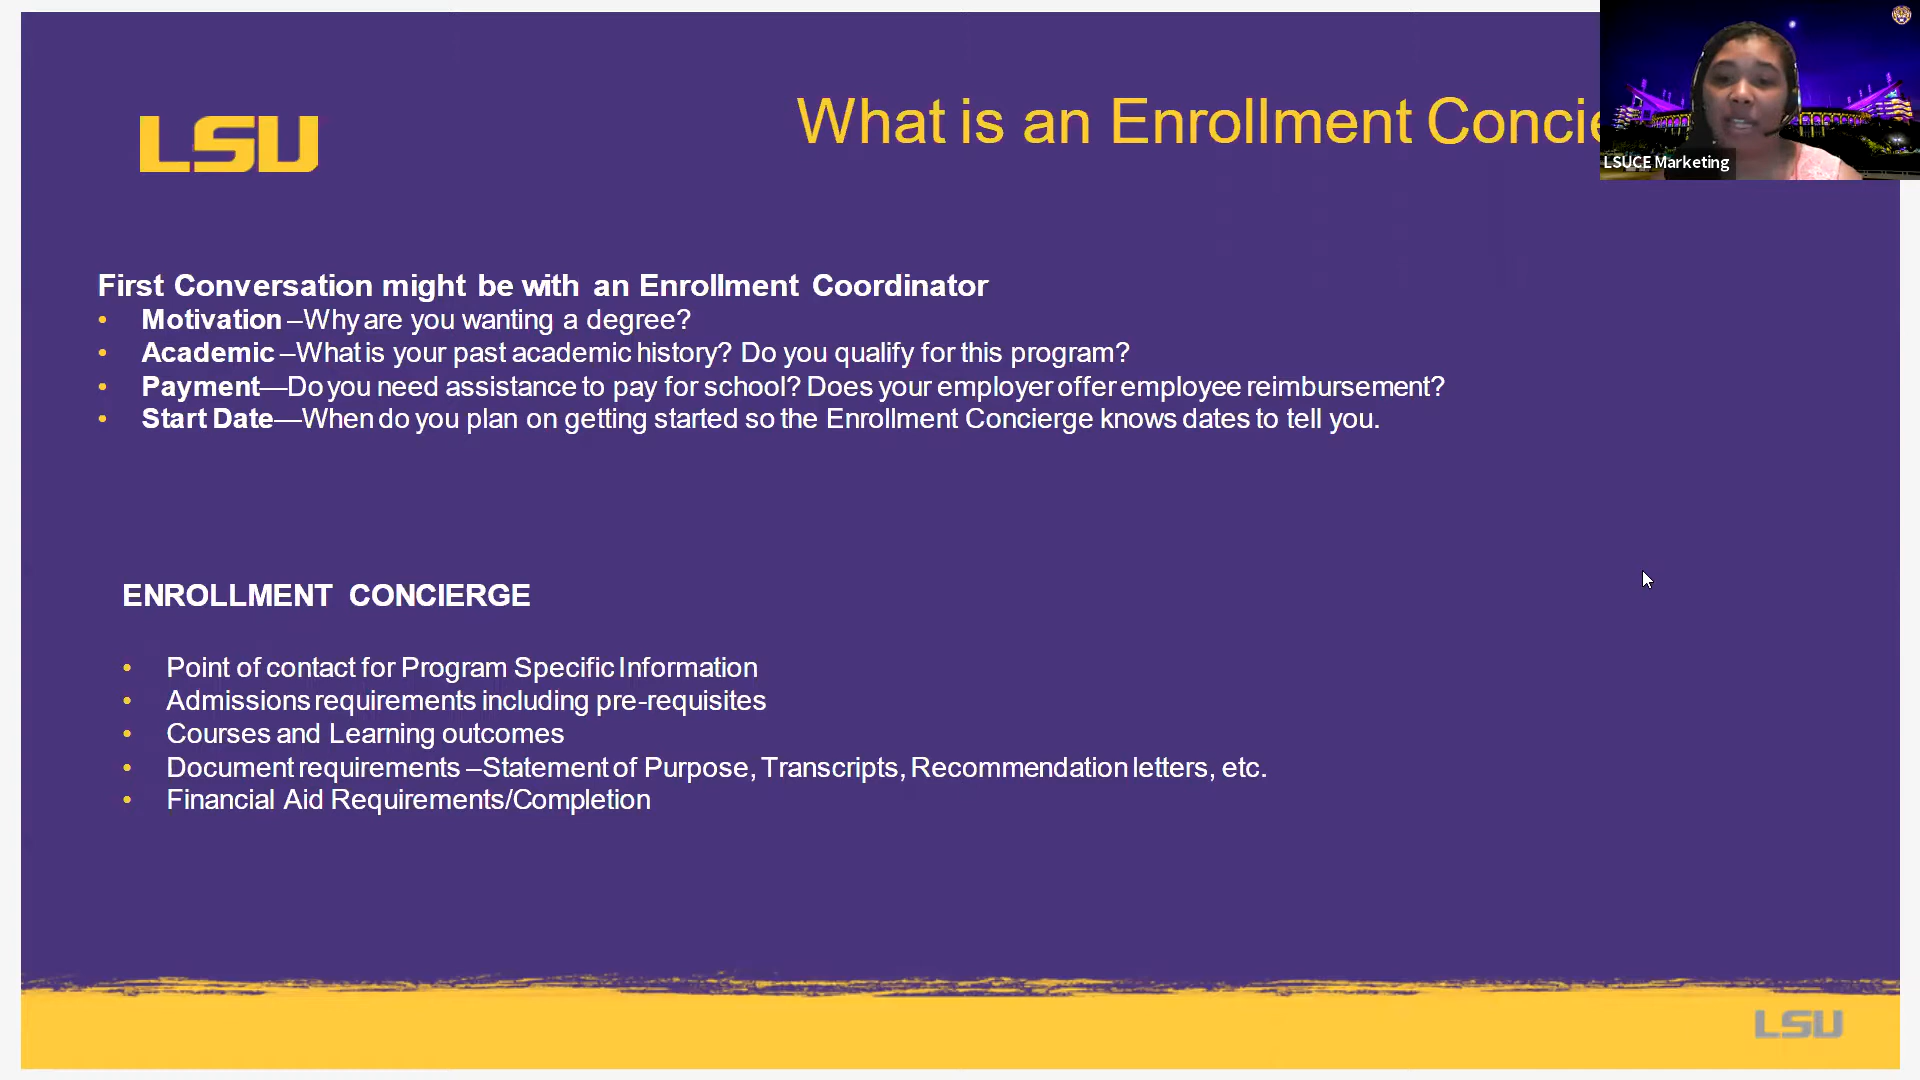 LSU
What is an Enrollment
LSUCE Marketing
First Conversation might be with an Enrollment Coordinator
• Motivation –Why are you wanting a degree?
• Academic –What is your past academic history? Do you qualify for this program?
• Payment—Do you need assistance to pay for school? Does your employer offer employee reimbursement?
• Start Date—When do you plan on getting started so the Enrollment Concierge knows dates to tell you.
ENROLLMENT CONCIERGE
• Point of contact for Program Specific Information
• Admissions requirements including pre-requisites
• Courses and Learning outcomes
• Document requirements –Statement of Purpose, Transcripts, Recommendation letters, etc.
• Financial Aid Requirements/Completion
LSU